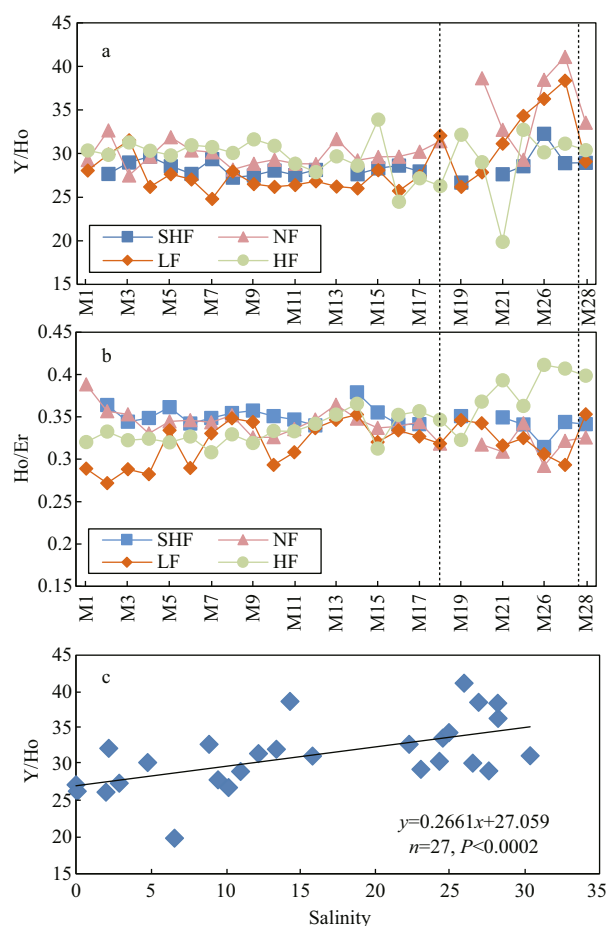 a
Y/Ho
45
40
35
30
25
20
15
SHF NF
LF HF
M1 M3 M5 M7 M9 M11 M13 M15 M17 M19 M21 M26 M28
b
Ho/Er
0.45
0.4
0.35
0.3
0.25
0.2
0.15
SHF NF
LF HF
M1 M3 M5 M7 M9 M11 M13 M15 M17 M19 M21 M26 M28
c
Y/Ho
45
40
35
30
25
20
15
y=0.2661x+27.059
n=27, P<0.0002
0 5 10 15 20 25 30 35
Salinity